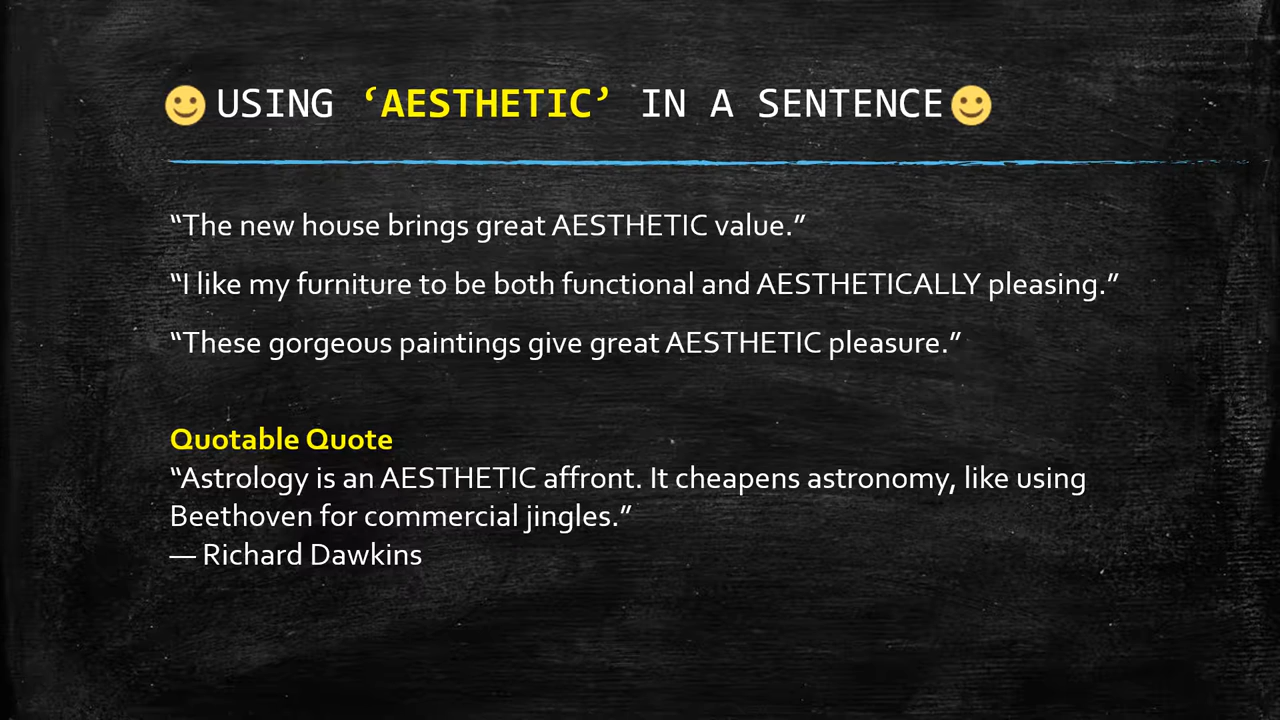 🙂USING ‘AESTHETIC’ IN A SENTENCE🙂
“The new house brings great AESTHETIC value.”
“I like my furniture to be both functional and AESTHETICALLY pleasing.”
“These gorgeous paintings give great AESTHETIC pleasure.”
Quotable Quote
“Astrology is an AESTHETIC affront. It cheapens astronomy, like using
Beethoven for commercial jingles.”
— Richard Dawkins